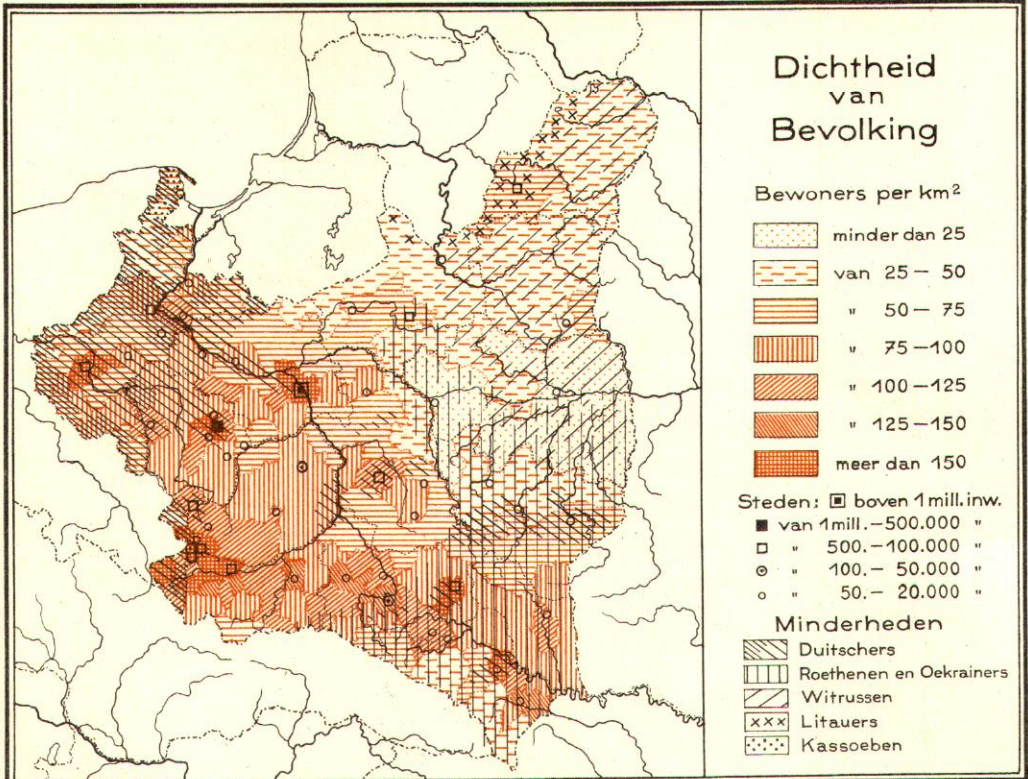 Dichtheid
van
Bevolking
Bewoners per km²
minder dan 25
van 25 – 50
" 50 – 75
" 75 – 100
" 100 – 125
" 125 – 150
meer dan 150
Steden: ▣ boven 1 mill. inw.
■ van 1 mill. – 500.000 "
□ " 500. – 100.000 "
⊙ " 100. – 50.000 "
○ " 50. – 20.000 "
Minderheden
Duitschers
Roethenen en Oekrainers
Witrussen
Litauers
Kassoeben